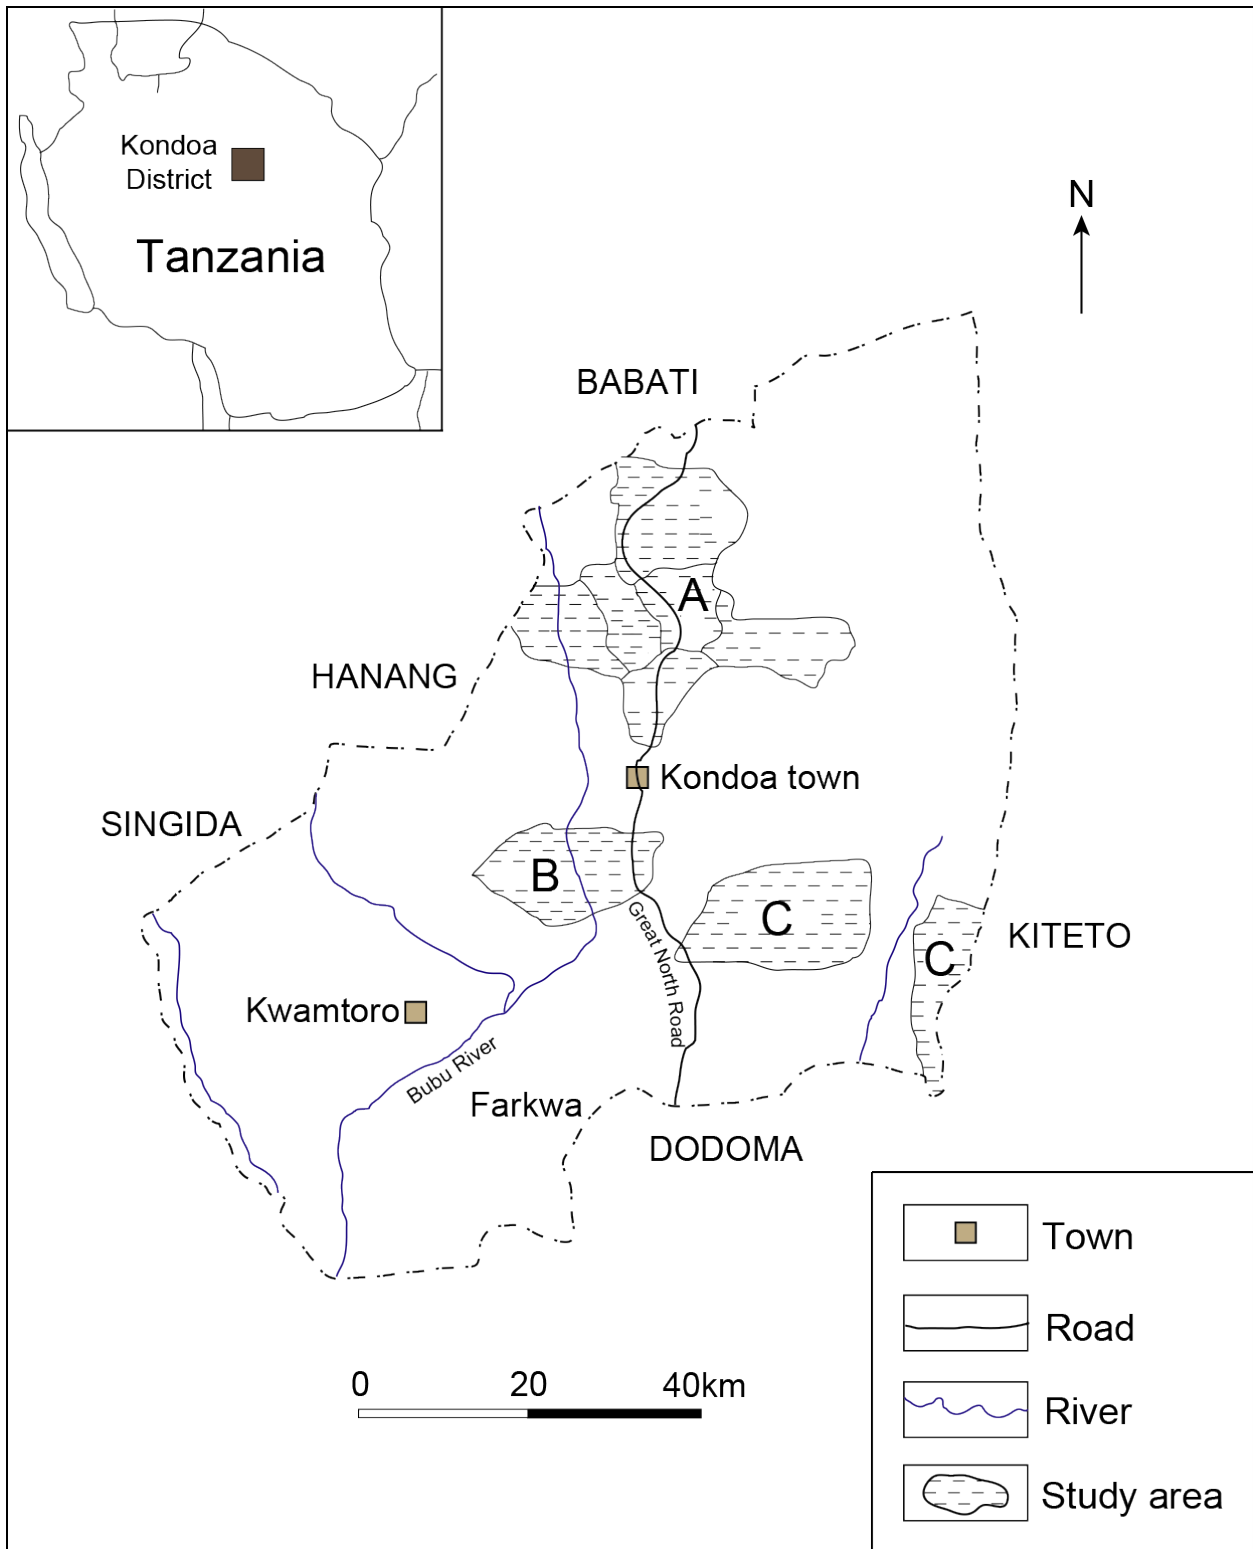 Kondoa
District
Tanzania
N
BABATI
A
HANANG
Kondoa town
SINGIDA
B
C
Great North Road
KITETO
C
Kwamtoro
Bubu River
Farkwa
DODOMA
Town
Road
River
Study area
0 20 40km